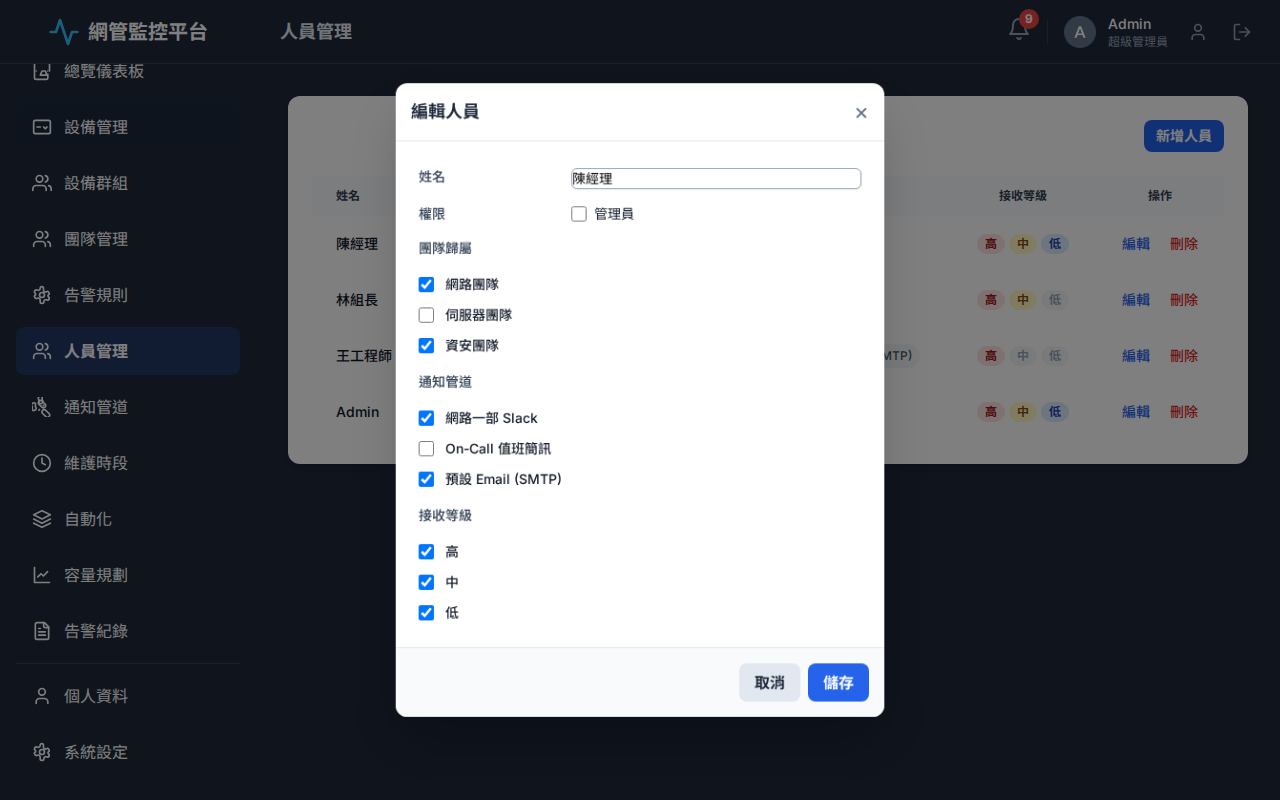 網管監控平台
人員管理
9
A
Admin
超級管理員
總覽儀表板
設備管理
設備群組
團隊管理
告警規則
人員管理
通知管道
維護時段
自動化
容量規劃
告警紀錄
個人資料
系統設定
新增人員
姓名 接收等級 操作
陳經理 高 中 低 編輯 刪除
林組長 高 中 低 編輯 刪除
王工程師 MTP) 高 中 低 編輯 刪除
Admin 高 中 低 編輯 刪除
編輯人員
×
姓名 陳經理
權限 管理員
團隊歸屬
網路團隊
伺服器團隊
資安團隊
通知管道
網路一部 Slack
On-Call 值班簡訊
預設 Email (SMTP)
接收等級
高
中
低
取消 儲存